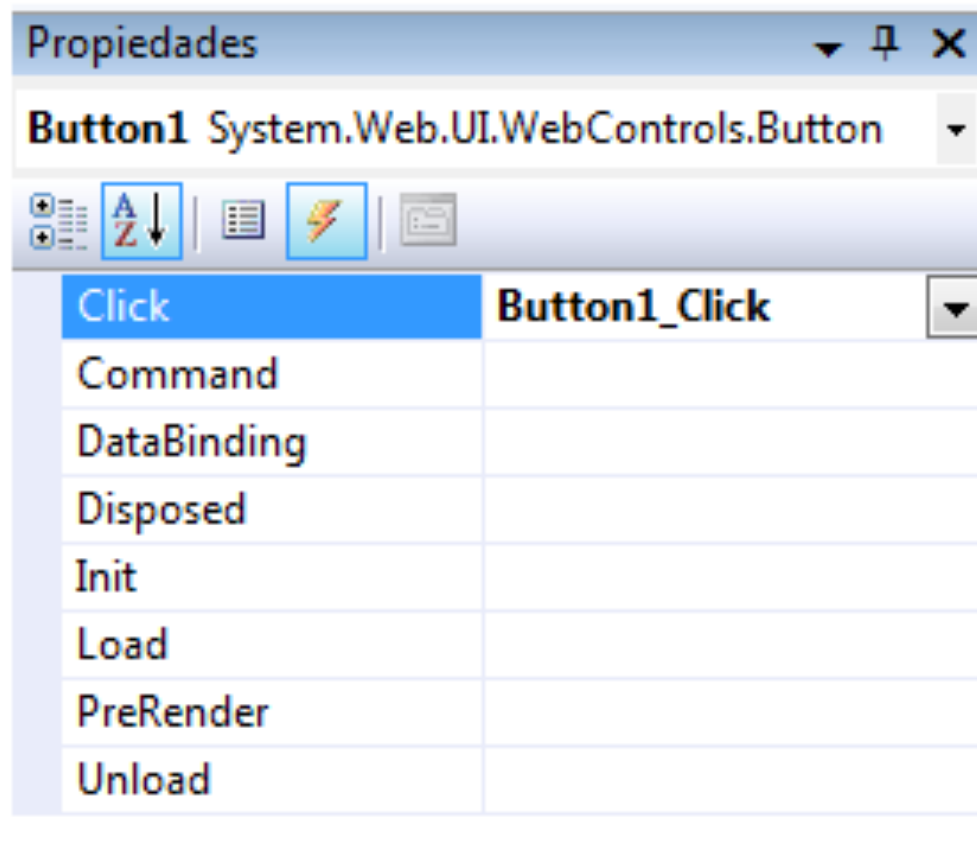 Propiedades
Button1 System.Web.UI.WebControls.Button
Click Button1_Click
Command
DataBinding
Disposed
Init
Load
PreRender
Unload